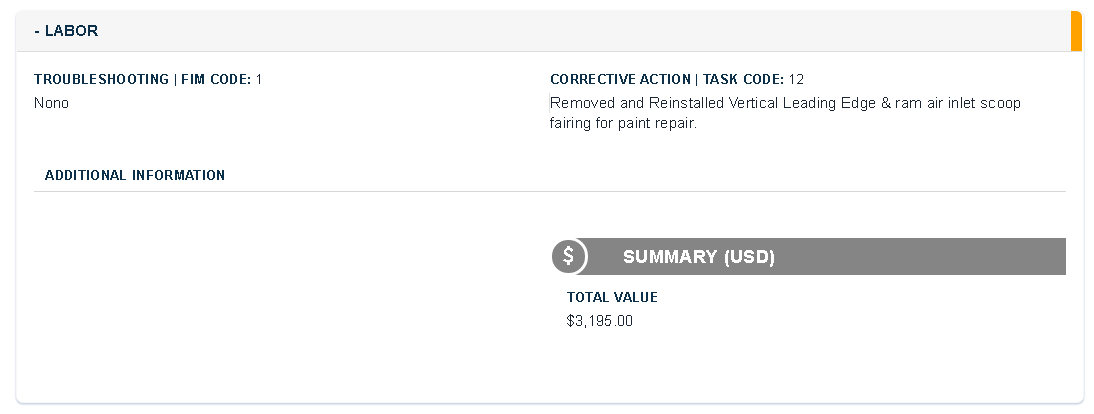 - LABOR
TROUBLESHOOTING | FIM CODE: 1
Nono
CORRECTIVE ACTION | TASK CODE: 12
Removed and Reinstalled Vertical Leading Edge & ram air inlet scoop
fairing for paint repair.
ADDITIONAL INFORMATION
$ SUMMARY (USD)
TOTAL VALUE
$3,195.00